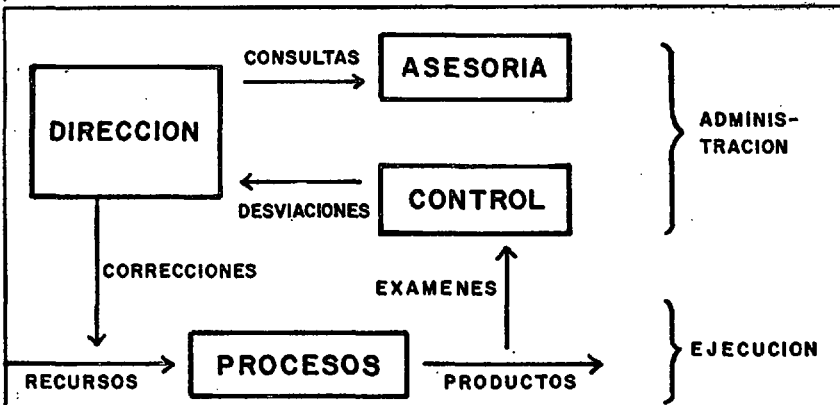 CONSULTAS
ASESORIA
DIRECCION
ADMINIS-
TRACION
DESVIACIONES
CONTROL
CORRECCIONES
EXAMENES
RECURSOS
PROCESOS
PRODUCTOS
EJECUCION